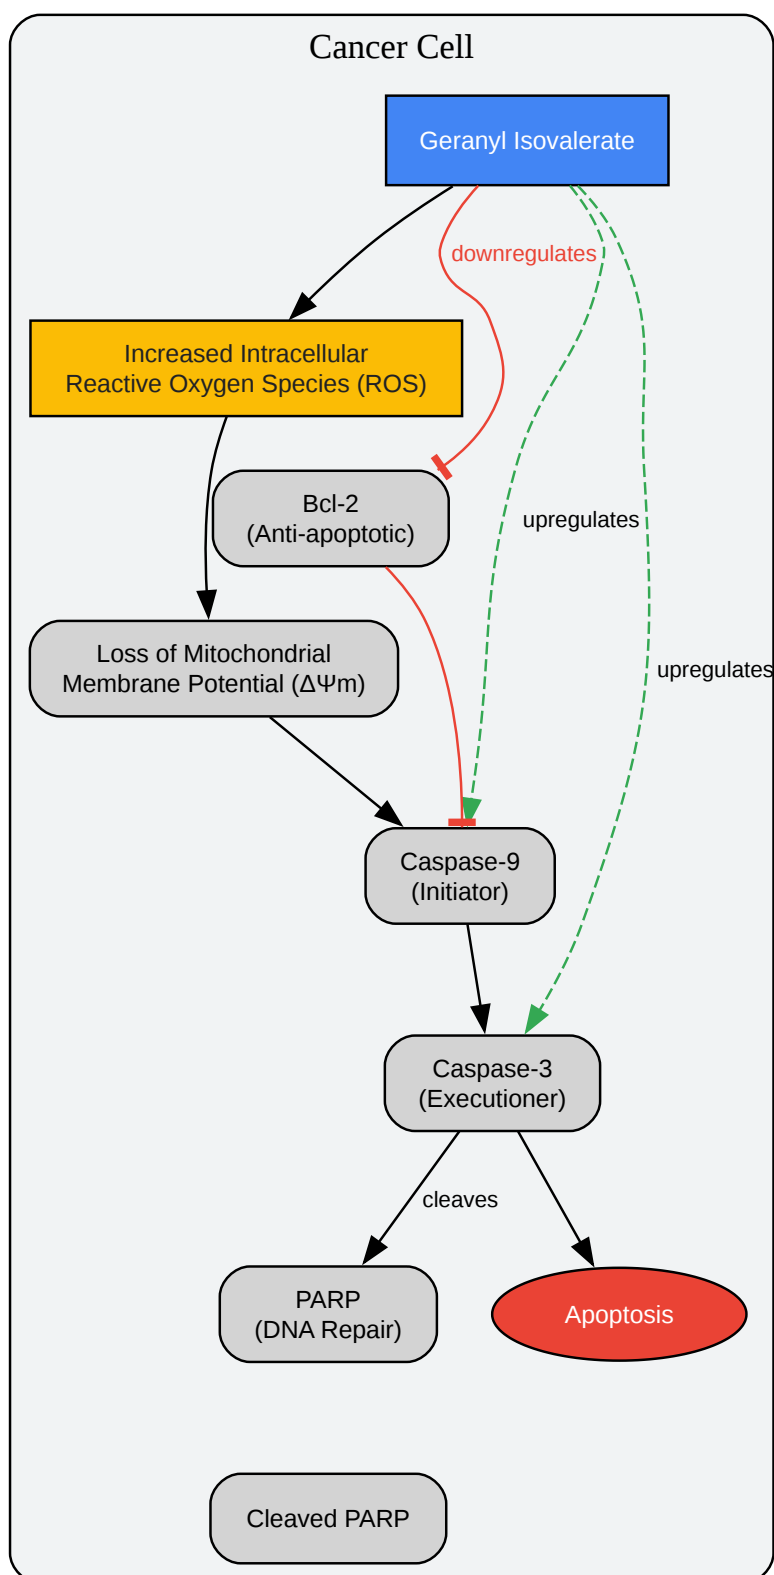 Cancer Cell
Geranyl Isovalerate
downregulates
Increased Intracellular
Reactive Oxygen Species (ROS)
Bcl-2
(Anti-apoptotic)
upregulates
Loss of Mitochondrial
Membrane Potential (ΔΨm)
upregulates
Caspase-9
(Initiator)
Caspase-3
(Executioner)
cleaves
PARP
(DNA Repair)
Apoptosis
Cleaved PARP